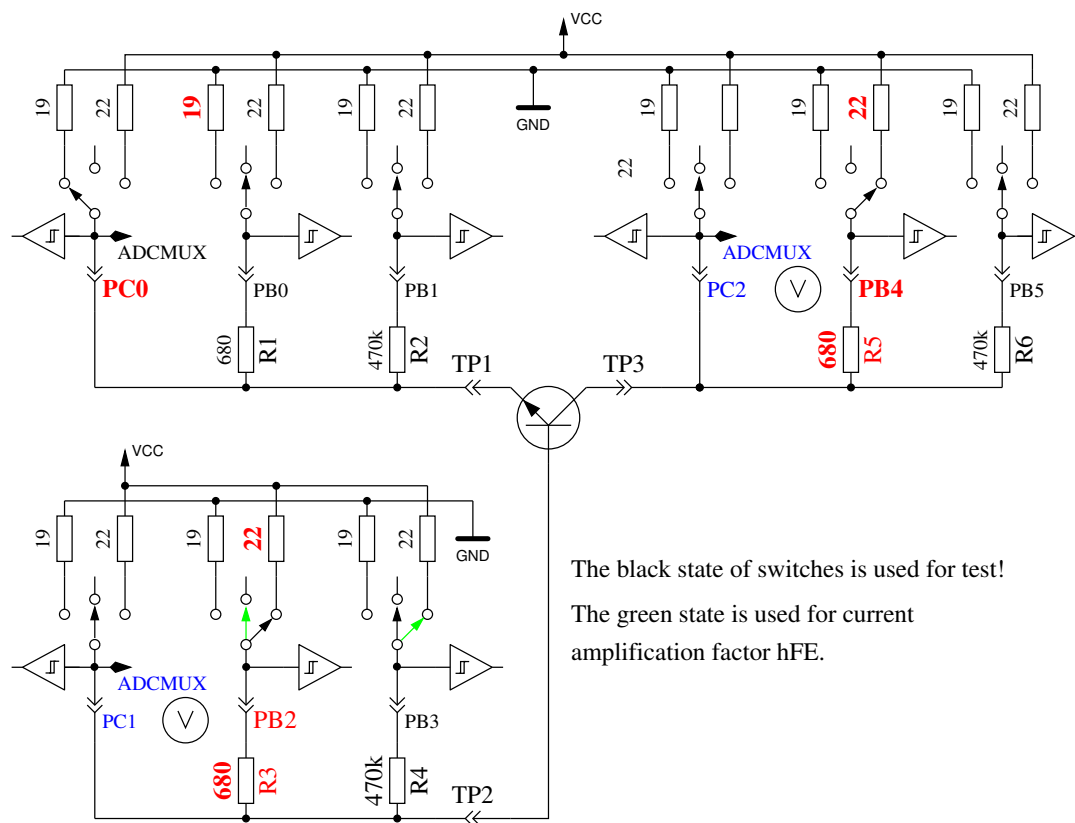 VCC
19
22
19
22
19
22
GND
19
19
22
19
22
22
ADCMUX
PC0
PB0
PB1
ADCMUX
PC2
V
PB4
PB5
680
R1
470k
R2
680
R5
470k
R6
TP1
TP3
VCC
19
22
19
22
19
22
GND
The black state of switches is used for test!
The green state is used for current
amplification factor hFE.
ADCMUX
PC1
V
PB2
PB3
680
R3
470k
R4
TP2